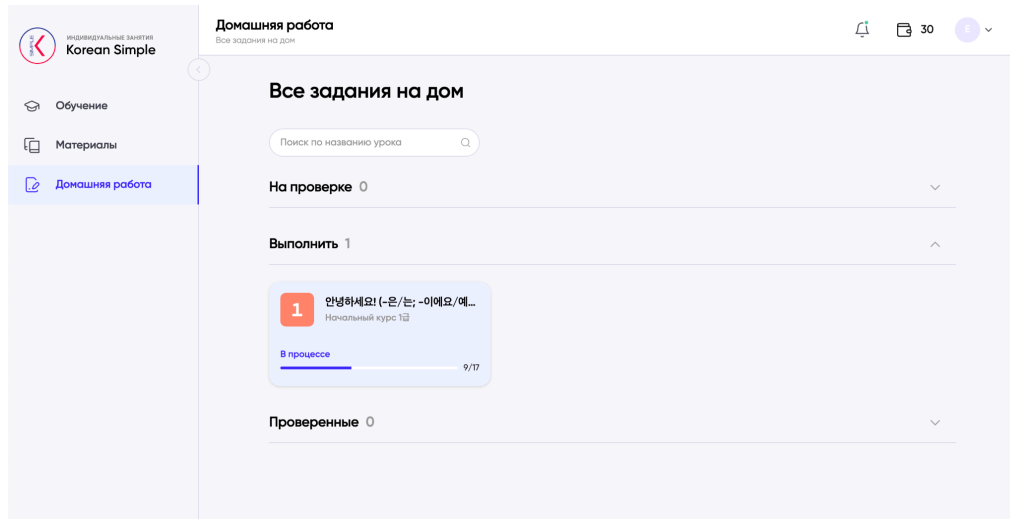 SIMPLE
ИНДИВИДУАЛЬНЫЕ ЗАНЯТИЯ
Korean Simple
Обучение
Материалы
Домашняя работа
Домашняя работа
Все задания на дом
30
E
Все задания на дом
Поиск по названию урока
На проверке 0
Выполнить 1
1
안녕하세요! (-은/는; -이에요/예...
Начальный курс 1급
В процессе
9/17
Проверенные 0